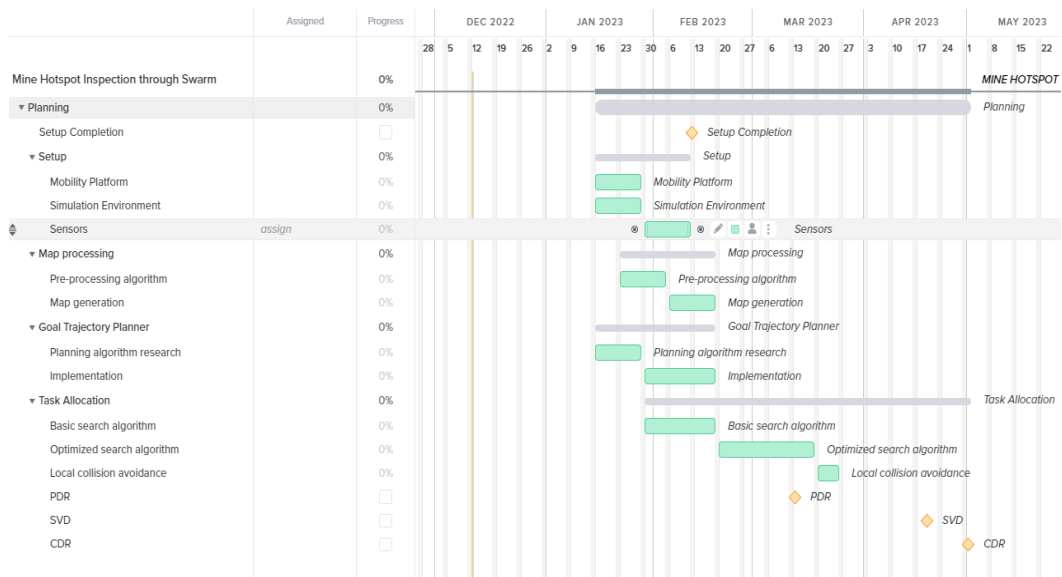 Assigned Progress DEC 2022 JAN 2023 FEB 2023 MAR 2023 APR 2023 MAY 2023
28 5 12 19 26 2 9 16 23 30 6 13 20 27 6 13 20 27 3 10 17 24 1 8 15 22
Mine Hotspot Inspection through Swarm 0% MINE HOTSPOT
Planning 0% Planning
Setup Completion Setup Completion
Setup 0% Setup
Mobility Platform 0% Mobility Platform
Simulation Environment 0% Simulation Environment
Sensors assign 0% Sensors
Map processing 0% Map processing
Pre-processing algorithm 0% Pre-processing algorithm
Map generation 0% Map generation
Goal Trajectory Planner 0% Goal Trajectory Planner
Planning algorithm research 0% Planning algorithm research
Implementation 0% Implementation
Task Allocation 0% Task Allocation
Basic search algorithm 0% Basic search algorithm
Optimized search algorithm 0% Optimized search algorithm
Local collision avoidance 0% Local collision avoidance
PDR PDR
SVD SVD
CDR CDR